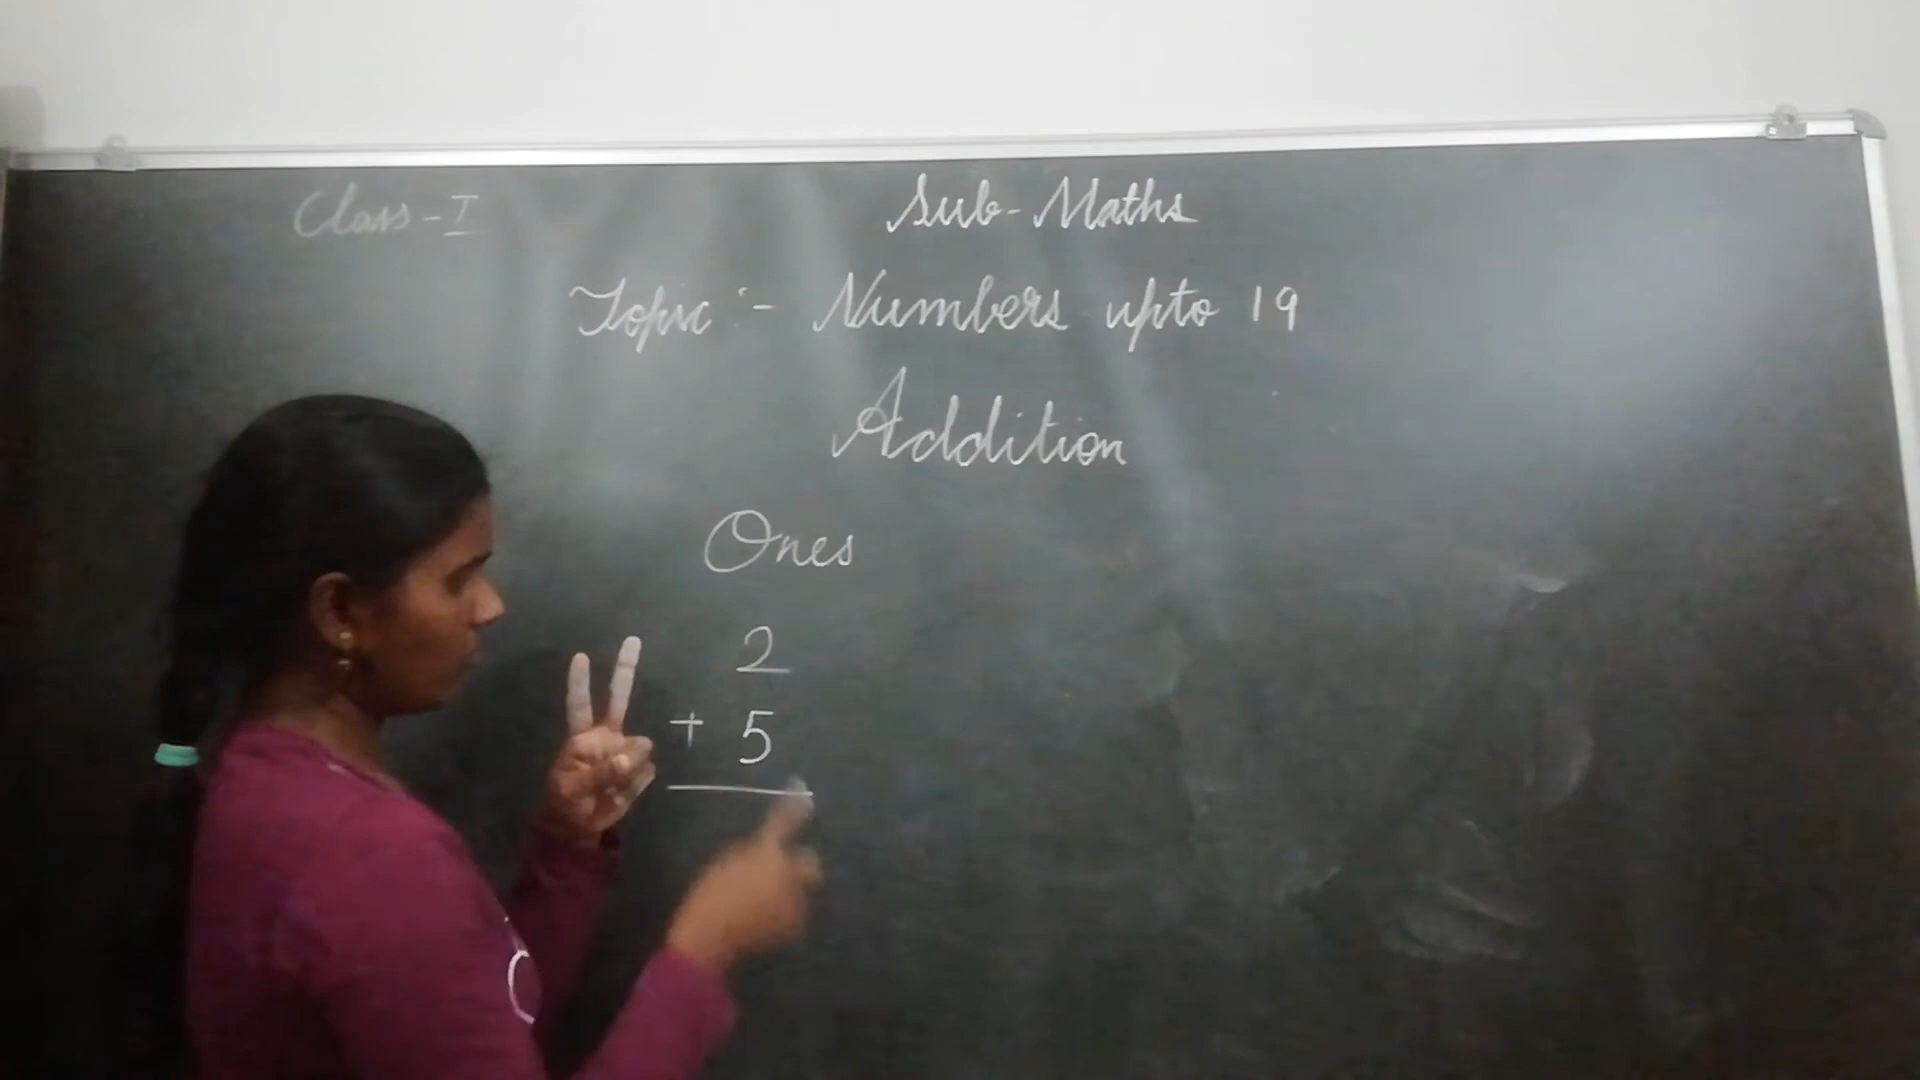 Class - I Sub - Maths
Topic :- Numbers upto 19
Addition
Ones
2
+ 5